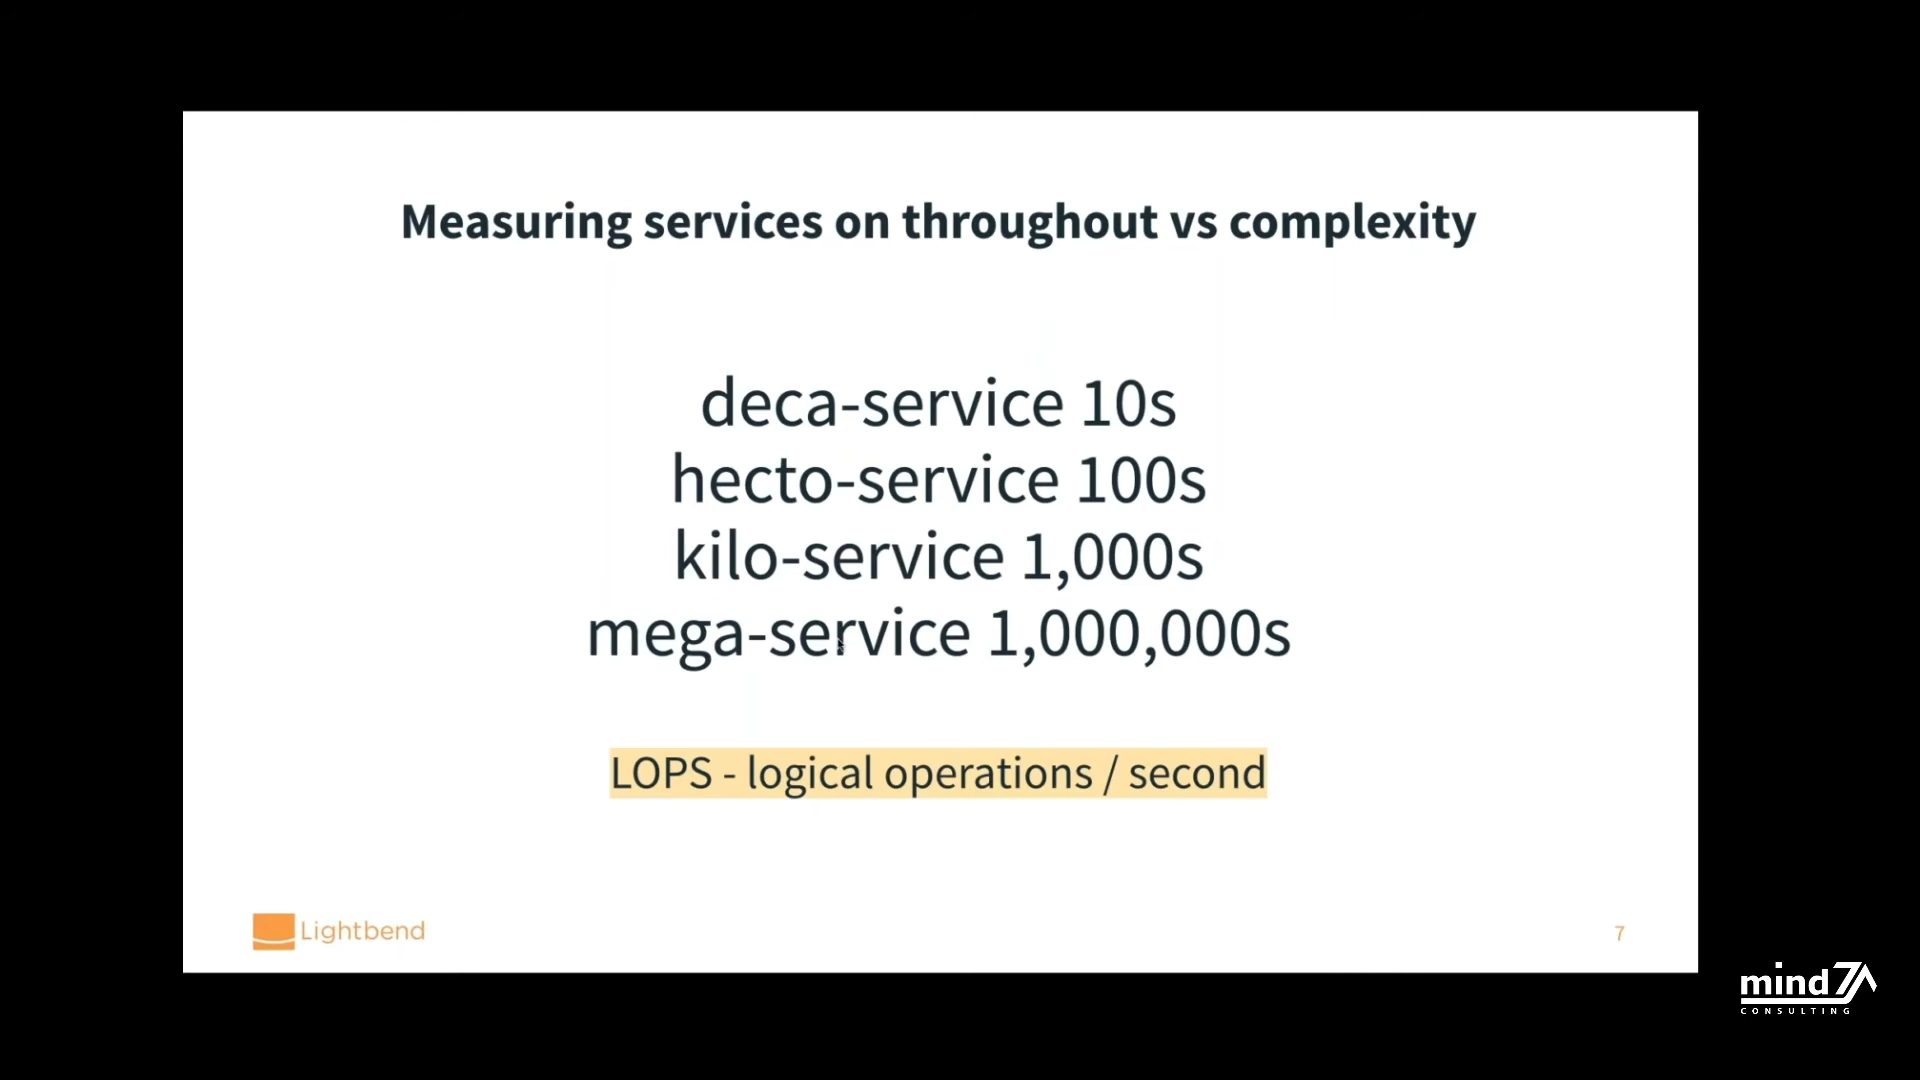 Measuring services on throughout vs complexity
deca-service 10s
hecto-service 100s
kilo-service 1,000s
mega-service 1,000,000s
LOPS - logical operations / second
Lightbend
7
mind7
CONSULTING